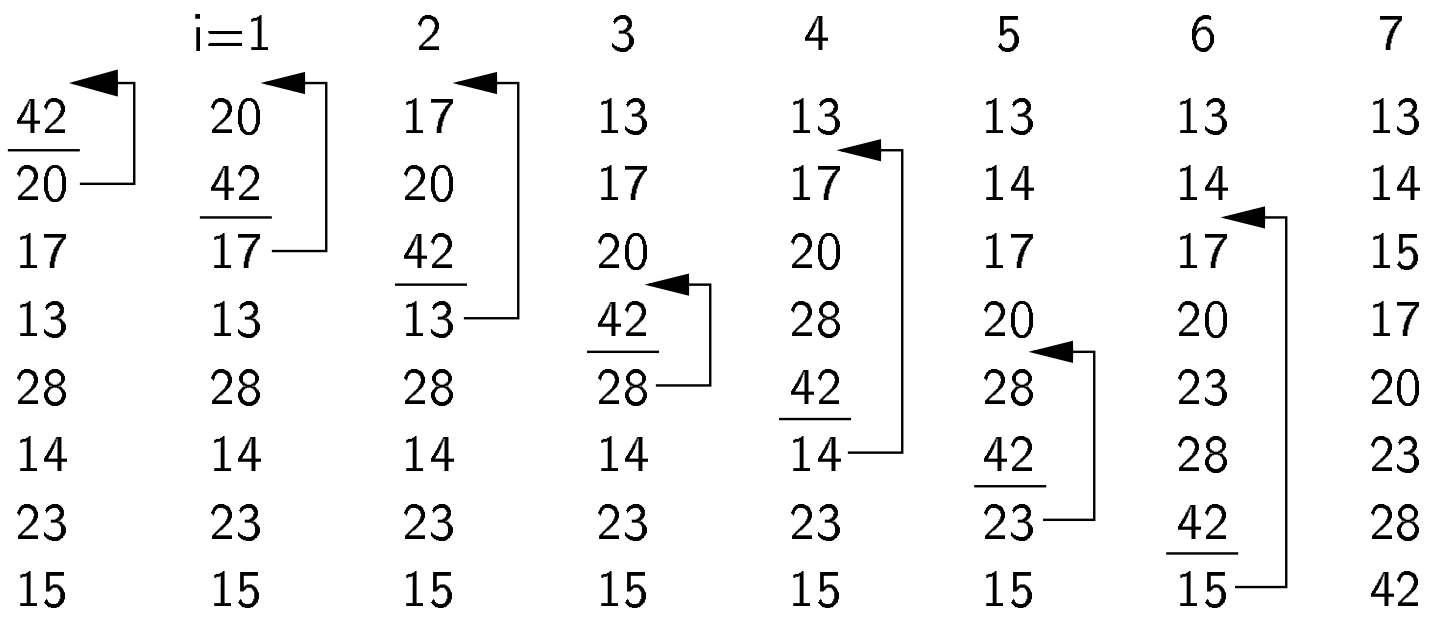 i=1 2 3 4 5 6 7
42 20 17 13 13 13 13 13
20 42 20 17 17 14 14 14
17 17 42 20 20 17 17 15
13 13 13 42 28 20 20 17
28 28 28 28 42 28 23 20
14 14 14 14 14 42 28 23
23 23 23 23 23 23 42 28
15 15 15 15 15 15 15 42